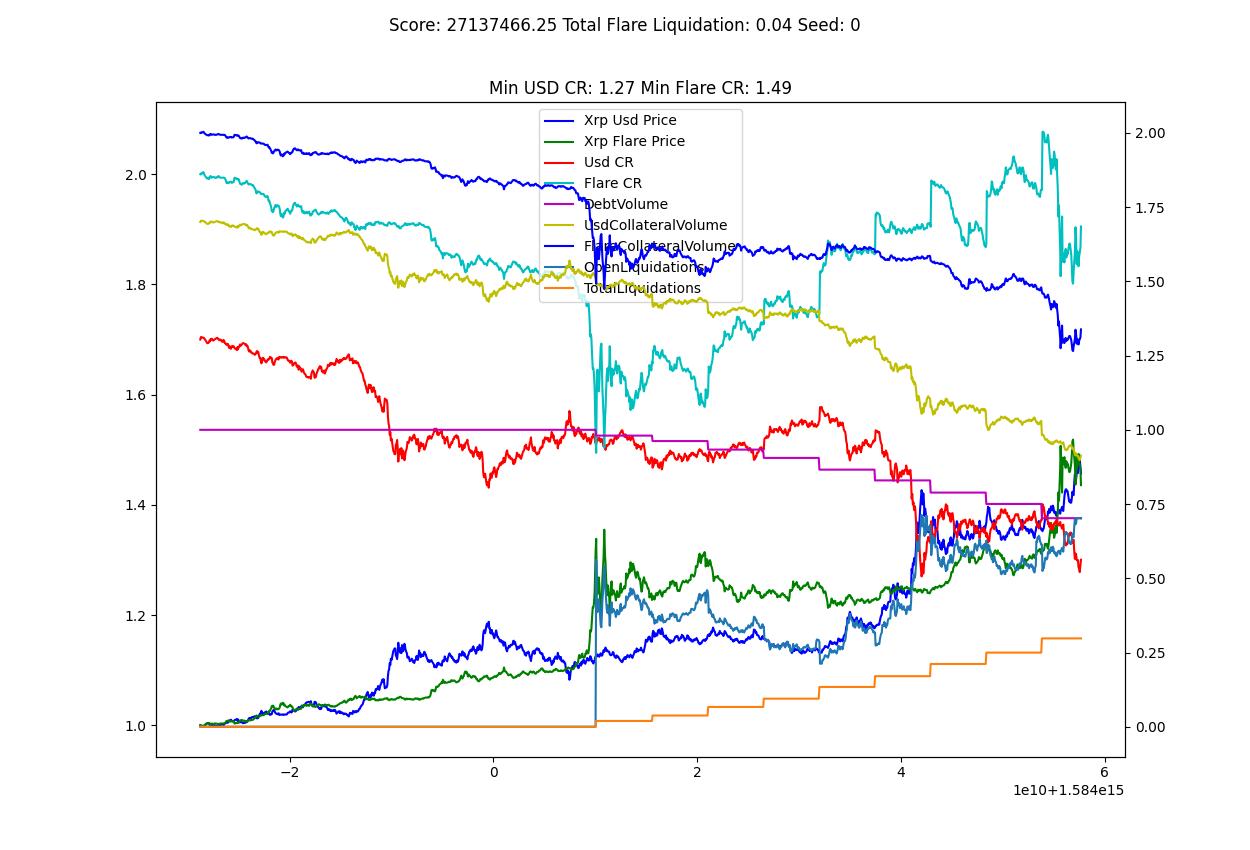 Score: 27137466.25 Total Flare Liquidation: 0.04 Seed: 0
Min USD CR: 1.27 Min Flare CR: 1.49
Xrp Usd Price
Xrp Flare Price
Usd CR
Flare CR
DebtVolume
UsdCollateralVolume
FlareCollateralVolume
OpenLiquidations
TotalLiquidations
2.0
1.8
1.6
1.4
1.2
1.0
2.00
1.75
1.50
1.25
1.00
0.75
0.50
0.25
0.00
−2
0
2
4
6
1e10+1.584e15